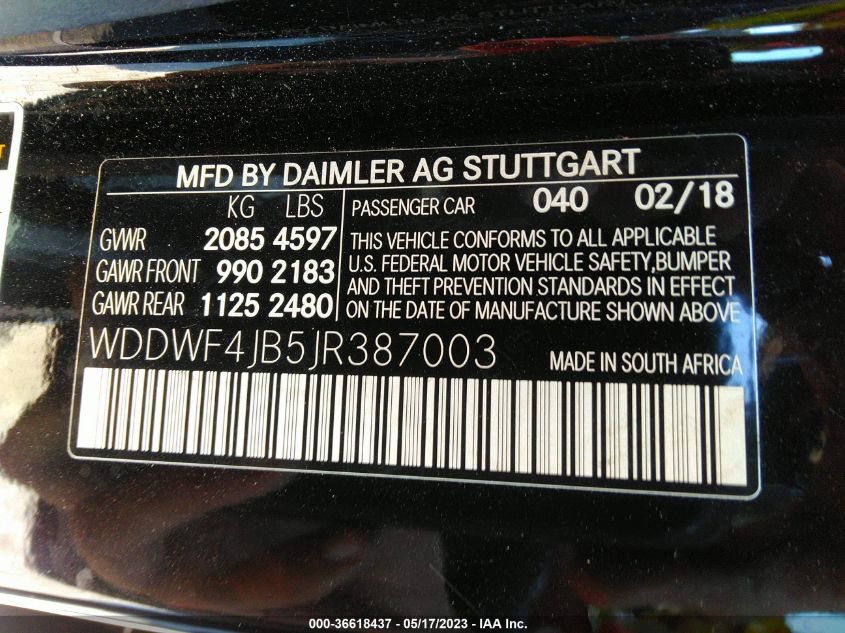 MFD BY DAIMLER AG STUTTGART
KG LBS
GVWR 2085 4597
GAWR FRONT 990 2183
GAWR REAR 1125 2480
PASSENGER CAR 040 02/18
THIS VEHICLE CONFORMS TO ALL APPLICABLE
U.S. FEDERAL MOTOR VEHICLE SAFETY,BUMPER
AND THEFT PREVENTION STANDARDS IN EFFECT
ON THE DATE OF MANUFACTURE SHOWN ABOVE
WDDWF4JB5JR387003
MADE IN SOUTH AFRICA
000-36618437 - 05/17/2023 - IAA Inc.